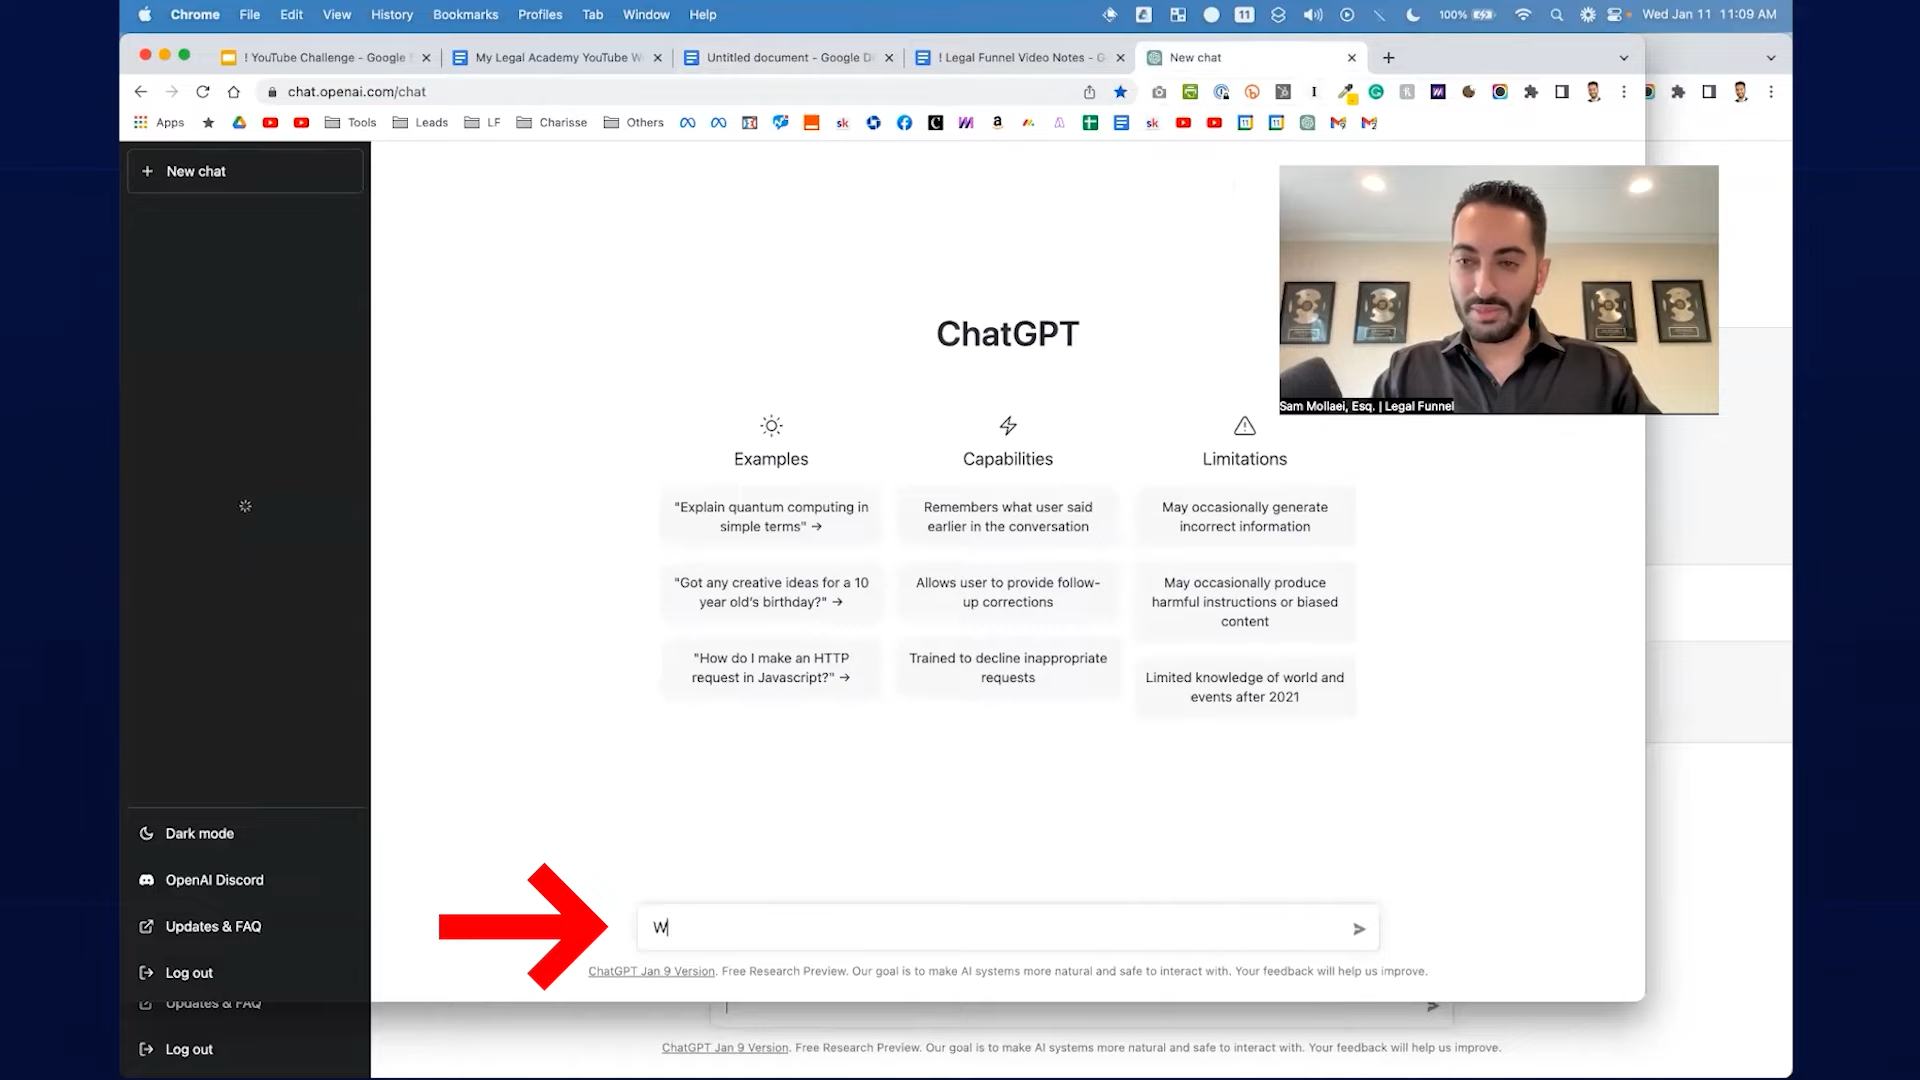 Chrome File Edit View History Bookmarks Profiles Tab Window Help
11 100% Wed Jan 11 11:09 AM
! YouTube Challenge - Google
My Legal Academy YouTube W
Untitled document - Google D
! Legal Funnel Video Notes - G
New chat
chat.openai.com/chat
Apps Tools Leads LF Charisse Others
New chat
Sam Mollaei, Esq. | Legal Funnel
ChatGPT
Examples
"Explain quantum computing in
simple terms" →
"Got any creative ideas for a 10
year old's birthday?" →
"How do I make an HTTP
request in Javascript?" →
Capabilities
Remembers what user said
earlier in the conversation
Allows user to provide follow-
up corrections
Trained to decline inappropriate
requests
Limitations
May occasionally generate
incorrect information
May occasionally produce
harmful instructions or biased
content
Limited knowledge of world and
events after 2021
Dark mode
OpenAI Discord
Updates & FAQ
Log out
Updates & FAQ
Log out
W
ChatGPT Jan 9 Version. Free Research Preview. Our goal is to make AI systems more natural and safe to interact with. Your feedback will help us improve.
ChatGPT Jan 9 Version. Free Research Preview. Our goal is to make AI systems more natural and safe to interact with. Your feedback will help us improve.